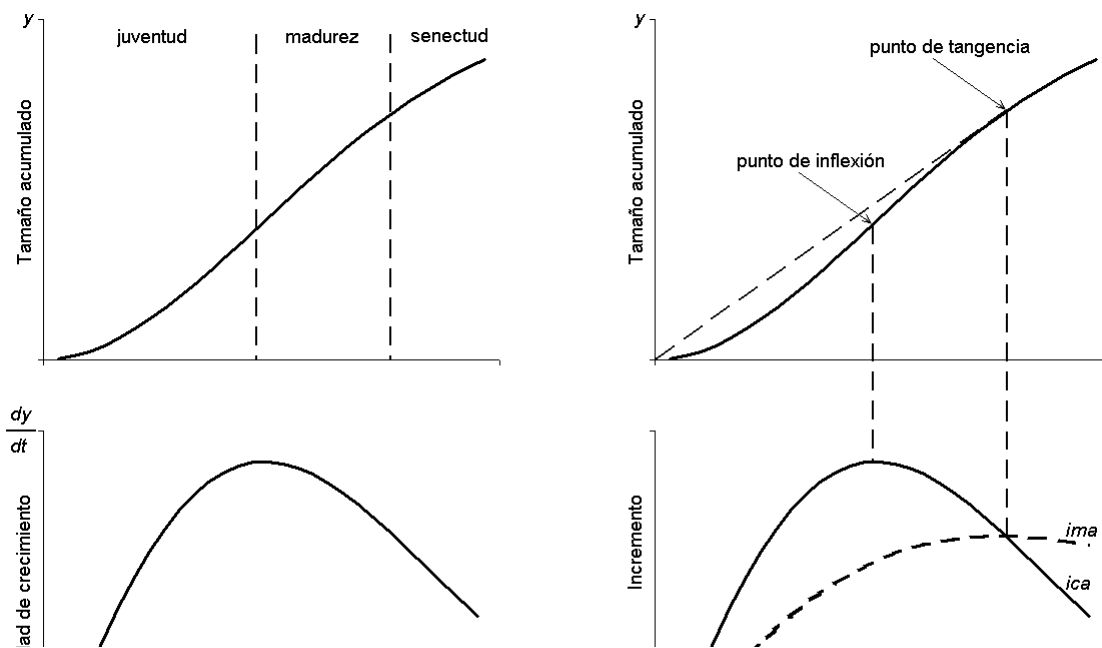 y
juventud
madurez
senectud
Tamaño acumulado
y
punto de tangencia
punto de inflexión
Tamaño acumulado
dy
dt
de crecimiento
Incremento
ima
ica